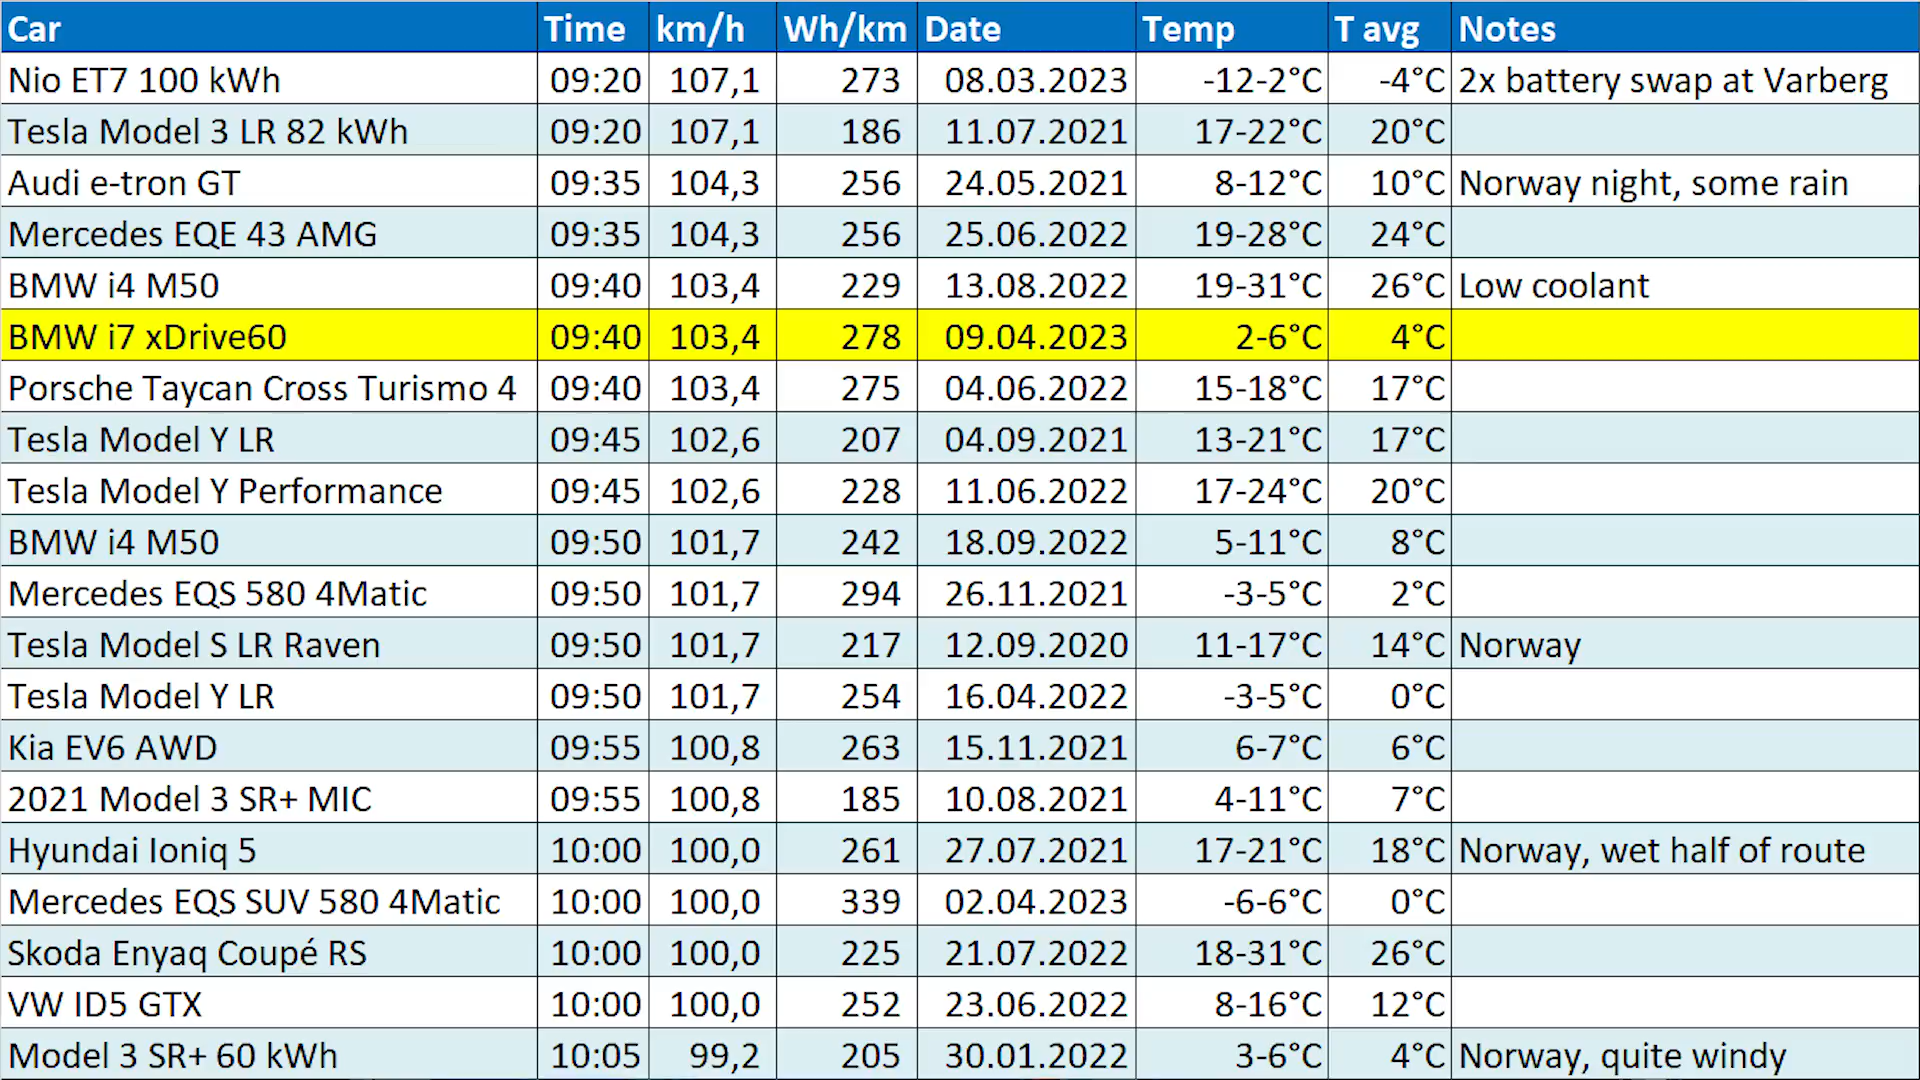 Car Time km/h Wh/km Date Temp T avg Notes
Nio ET7 100 kWh 09:20 107,1 273 08.03.2023 -12-2°C -4°C 2x battery swap at Varberg
Tesla Model 3 LR 82 kWh 09:20 107,1 186 11.07.2021 17-22°C 20°C
Audi e-tron GT 09:35 104,3 256 24.05.2021 8-12°C 10°C Norway night, some rain
Mercedes EQE 43 AMG 09:35 104,3 256 25.06.2022 19-28°C 24°C
BMW i4 M50 09:40 103,4 229 13.08.2022 19-31°C 26°C Low coolant
BMW i7 xDrive60 09:40 103,4 278 09.04.2023 2-6°C 4°C
Porsche Taycan Cross Turismo 4 09:40 103,4 275 04.06.2022 15-18°C 17°C
Tesla Model Y LR 09:45 102,6 207 04.09.2021 13-21°C 17°C
Tesla Model Y Performance 09:45 102,6 228 11.06.2022 17-24°C 20°C
BMW i4 M50 09:50 101,7 242 18.09.2022 5-11°C 8°C
Mercedes EQS 580 4Matic 09:50 101,7 294 26.11.2021 -3-5°C 2°C
Tesla Model S LR Raven 09:50 101,7 217 12.09.2020 11-17°C 14°C Norway
Tesla Model Y LR 09:50 101,7 254 16.04.2022 -3-5°C 0°C
Kia EV6 AWD 09:55 100,8 263 15.11.2021 6-7°C 6°C
2021 Model 3 SR+ MIC 09:55 100,8 185 10.08.2021 4-11°C 7°C
Hyundai Ioniq 5 10:00 100,0 261 27.07.2021 17-21°C 18°C Norway, wet half of route
Mercedes EQS SUV 580 4Matic 10:00 100,0 339 02.04.2023 -6-6°C 0°C
Skoda Enyaq Coupé RS 10:00 100,0 225 21.07.2022 18-31°C 26°C
VW ID5 GTX 10:00 100,0 252 23.06.2022 8-16°C 12°C
Model 3 SR+ 60 kWh 10:05 99,2 205 30.01.2022 3-6°C 4°C Norway, quite windy